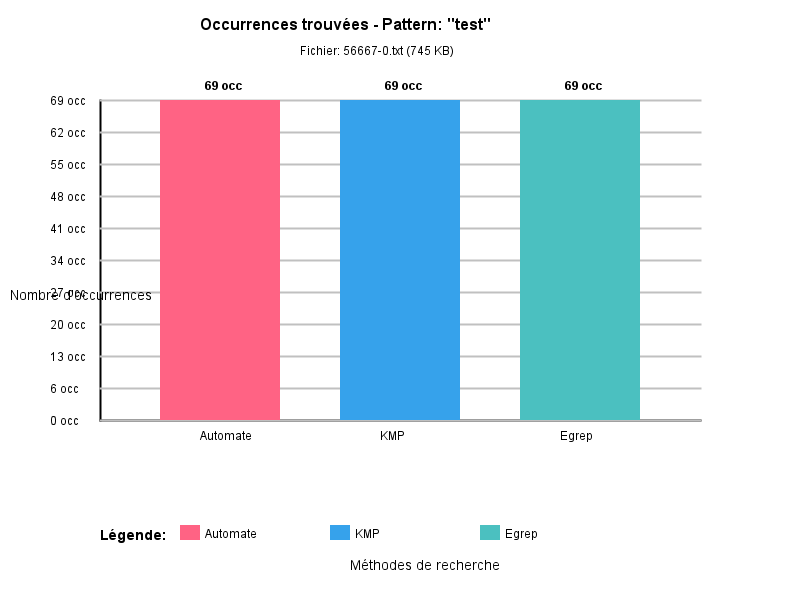 Occurrences trouvées - Pattern: "test"
Fichier: 56667-0.txt (745 KB)
69 occ 69 occ 69 occ
69 occ
62 occ
55 occ
48 occ
41 occ
34 occ
27 occ
Nombre d'occurrences
20 occ
13 occ
6 occ
0 occ
Automate KMP Egrep
Légende: Automate KMP Egrep
Méthodes de recherche